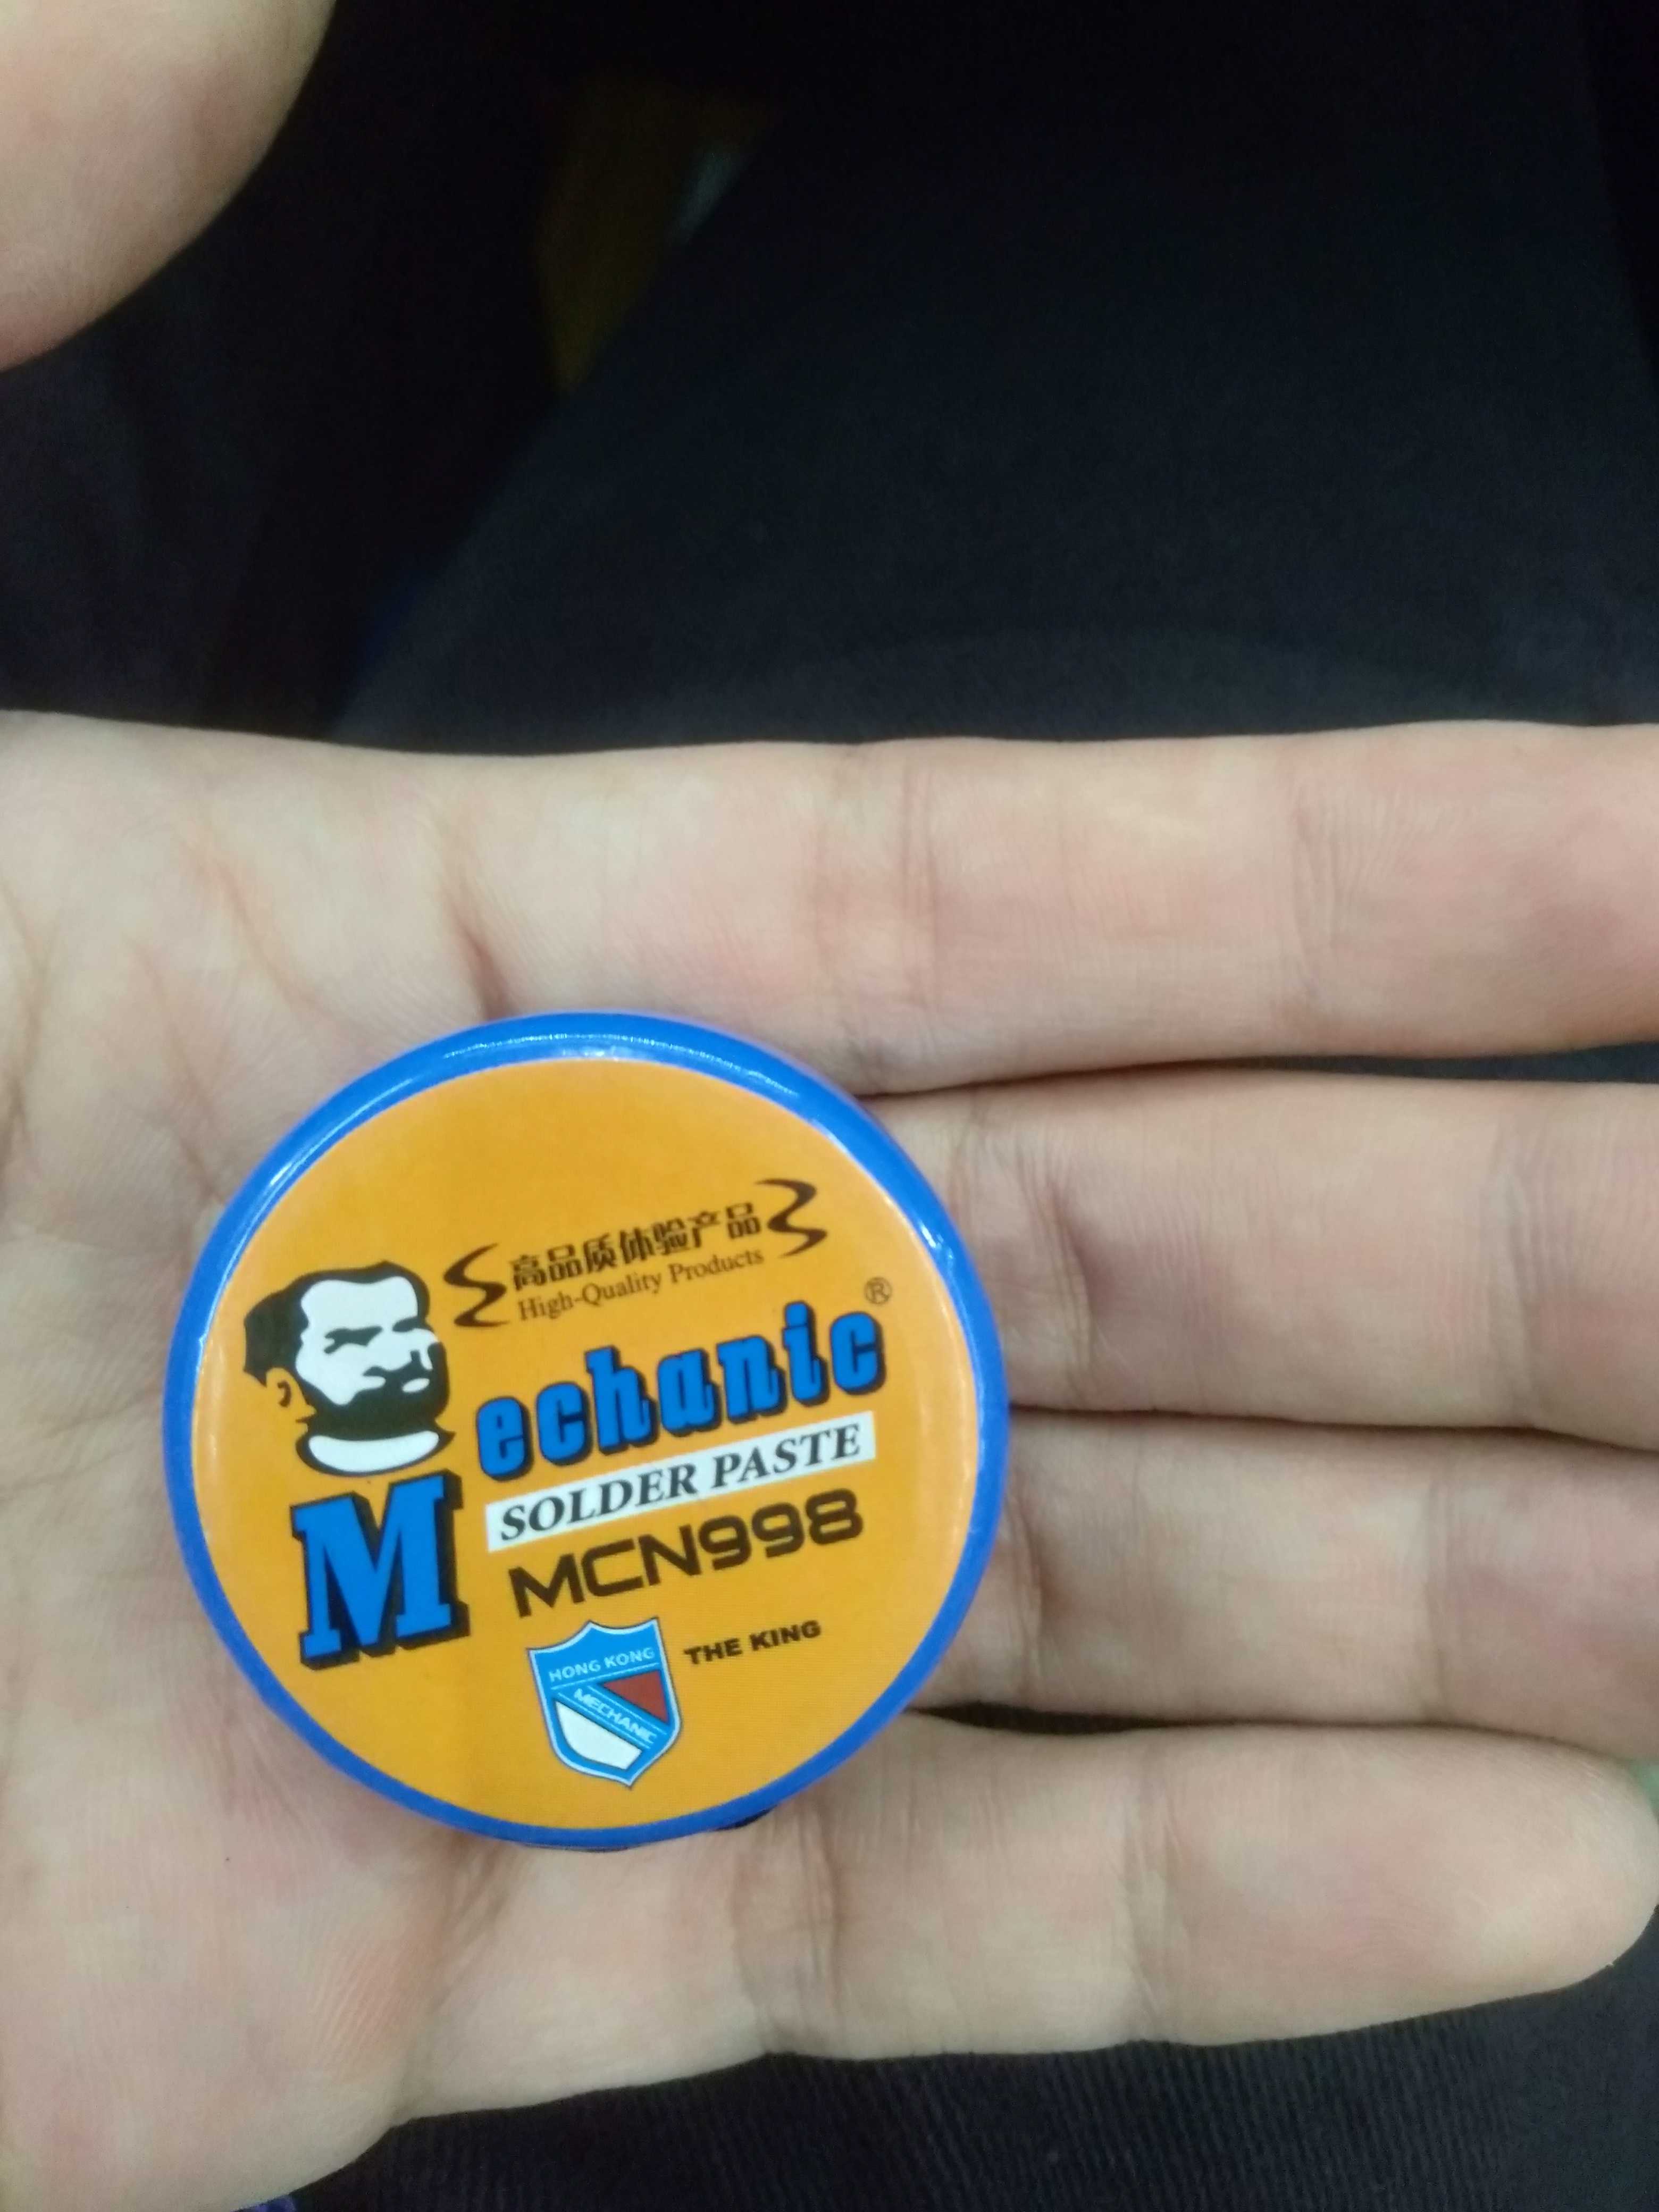 高品质体验产品
High-Quality Products
Mechanic®
SOLDER PASTE
MCN998
HONG KONG
MECHANIC
THE KING